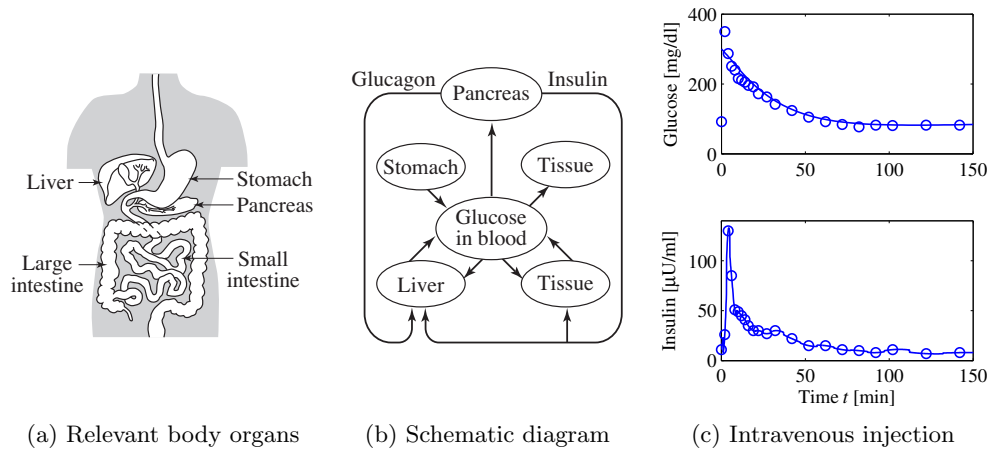 Liver
Stomach
Pancreas
Large
intestine
Small
intestine
(a) Relevant body organs
Glucagon
Insulin
Pancreas
Stomach
Tissue
Glucose
in blood
Liver
Tissue
(b) Schematic diagram
Glucose [mg/dl]
400
200
0
0
50
100
150
Insulin [μU/ml]
100
50
0
0
50
100
150
Time t [min]
(c) Intravenous injection